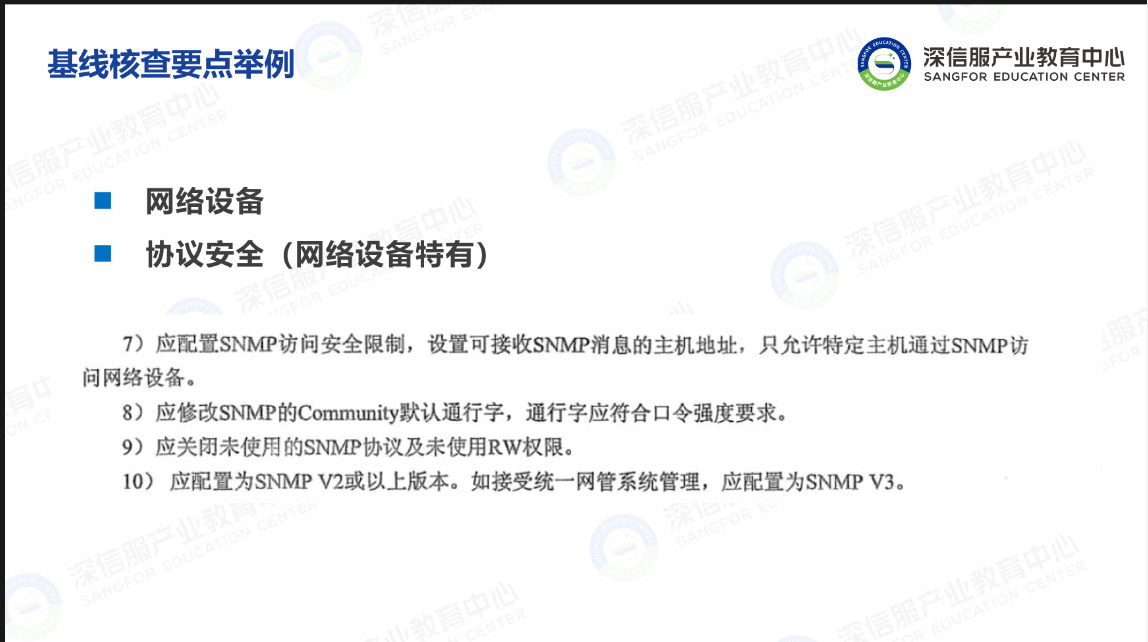 基线核查要点举例
深信服产业教育中心
SANGFOR EDUCATION CENTER
网络设备
协议安全（网络设备特有）
7）应配置SNMP访问安全限制，设置可接收SNMP消息的主机地址，只允许特定主机通过SNMP访
问网络设备。
8）应修改SNMP的Community默认通行字，通行字应符合口令强度要求。
9）应关闭未使用的SNMP协议及未使用RW权限。
10） 应配置为SNMP V2或以上版本。如接受统一网管系统管理，应配置为SNMP V3。